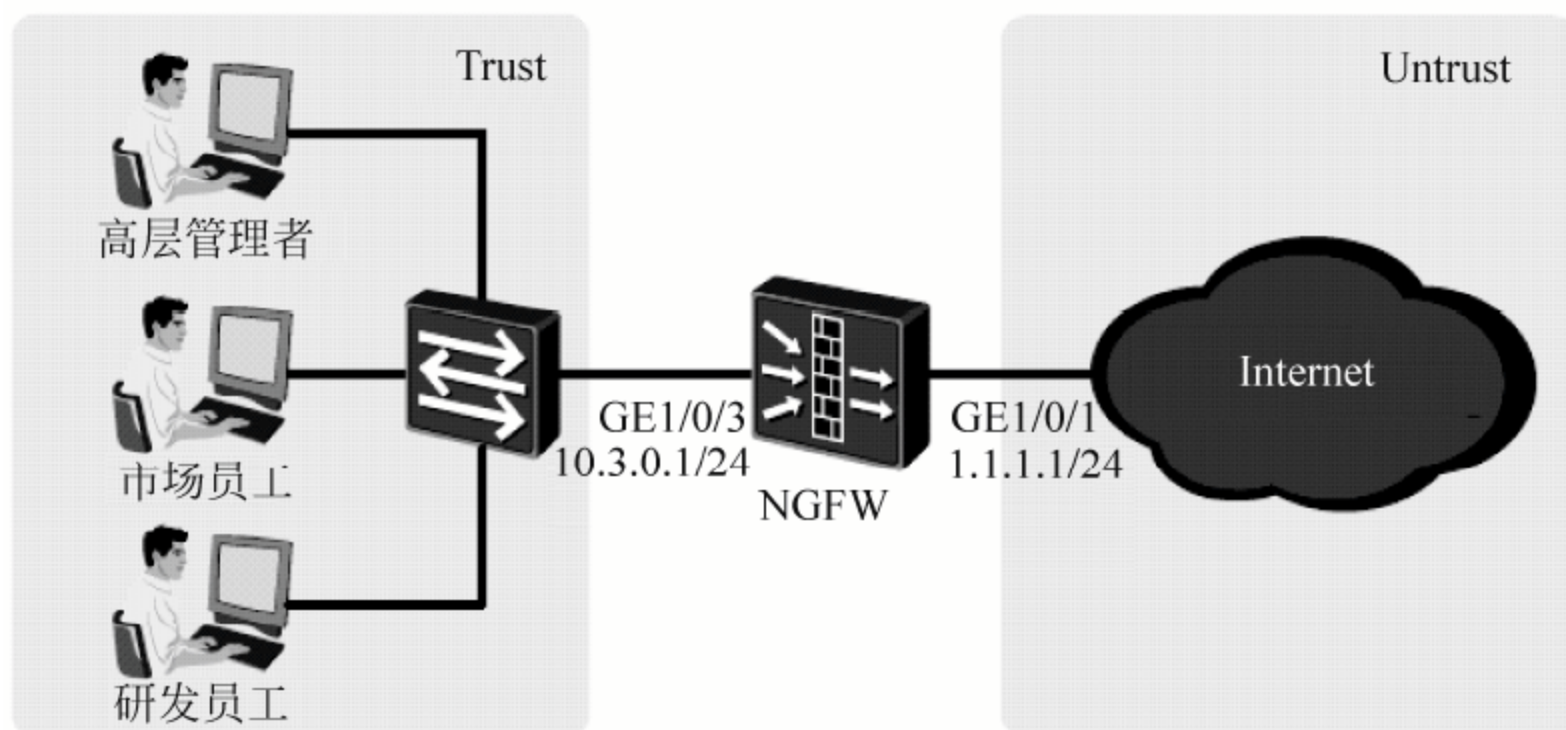 Trust
Untrust
高层管理者
市场员工
研发员工
GE1/0/3
10.3.0.1/24
NGFW
GE1/0/1
1.1.1.1/24
Internet